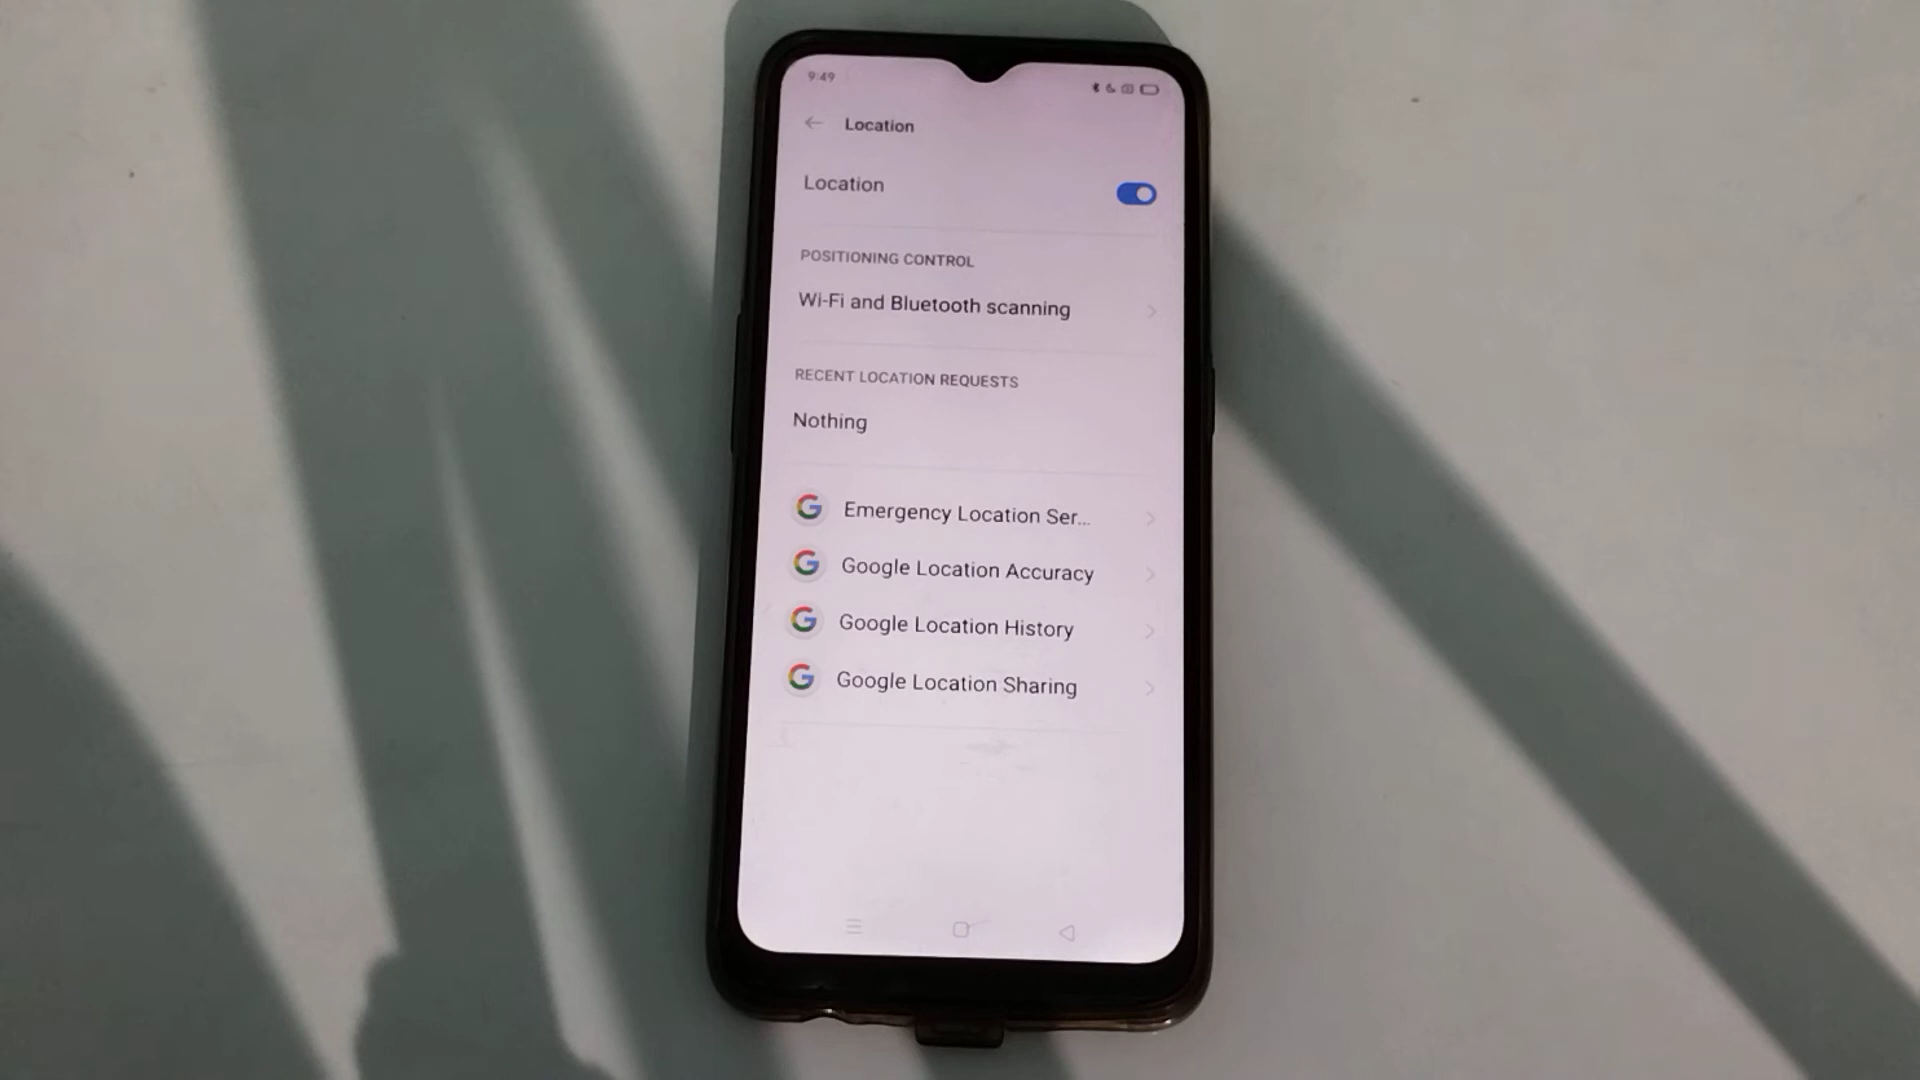 9:49
Location
Location
POSITIONING CONTROL
Wi-Fi and Bluetooth scanning
RECENT LOCATION REQUESTS
Nothing
Emergency Location Ser...
Google Location Accuracy
Google Location History
Google Location Sharing